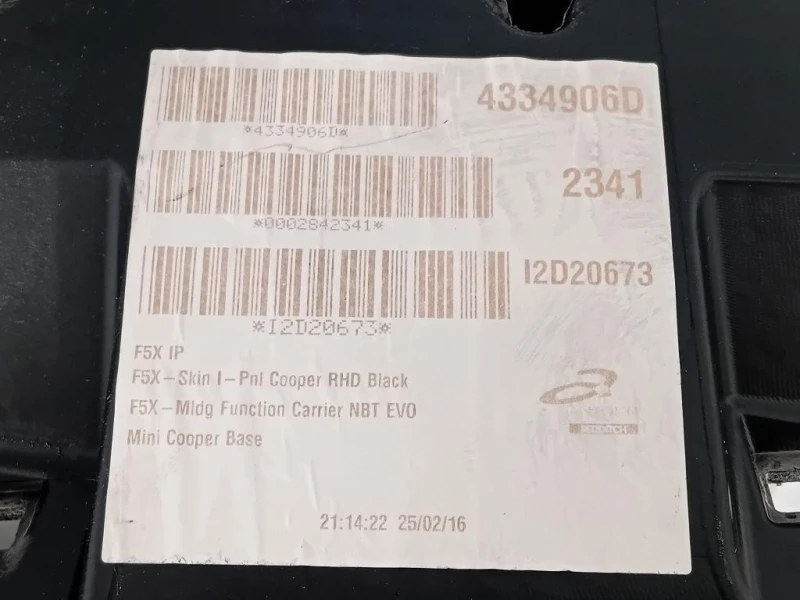 4334906D
*4334906D*
2341
*0002842341*
I2D20673
*I2D20673*
F5X IP
F5X-Skin I-Pnl Cooper RHD Black
F5X-Mldg Function Carrier NBT EVO
Mini Cooper Base
REDDITCH
21:14:22 25/02/16